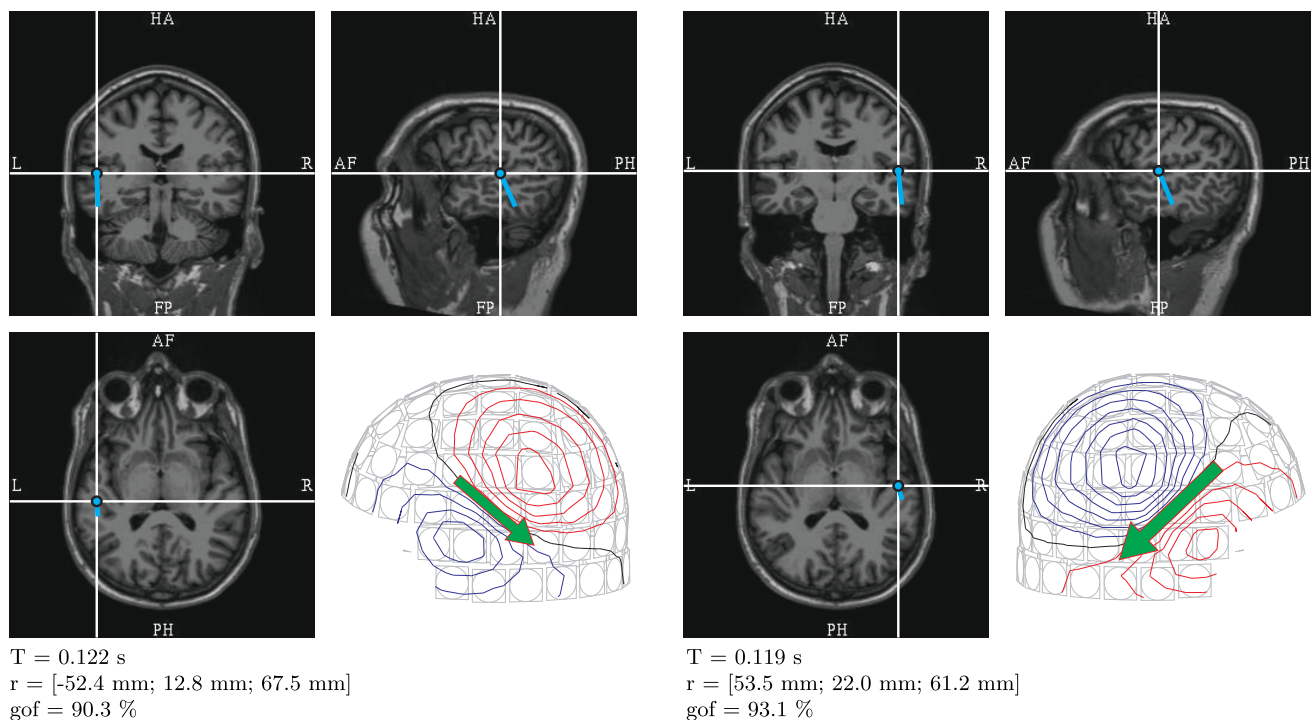 HA
L
R
FP
HA
AF
PH
AF
L
R
PH
T = 0.122 s
r = [-52.4 mm; 12.8 mm; 67.5 mm]
gof = 90.3 %
HA
L
R
FP
HA
AF
PH
FP
AF
L
R
PH
T = 0.119 s
r = [53.5 mm; 22.0 mm; 61.2 mm]
gof = 93.1 %